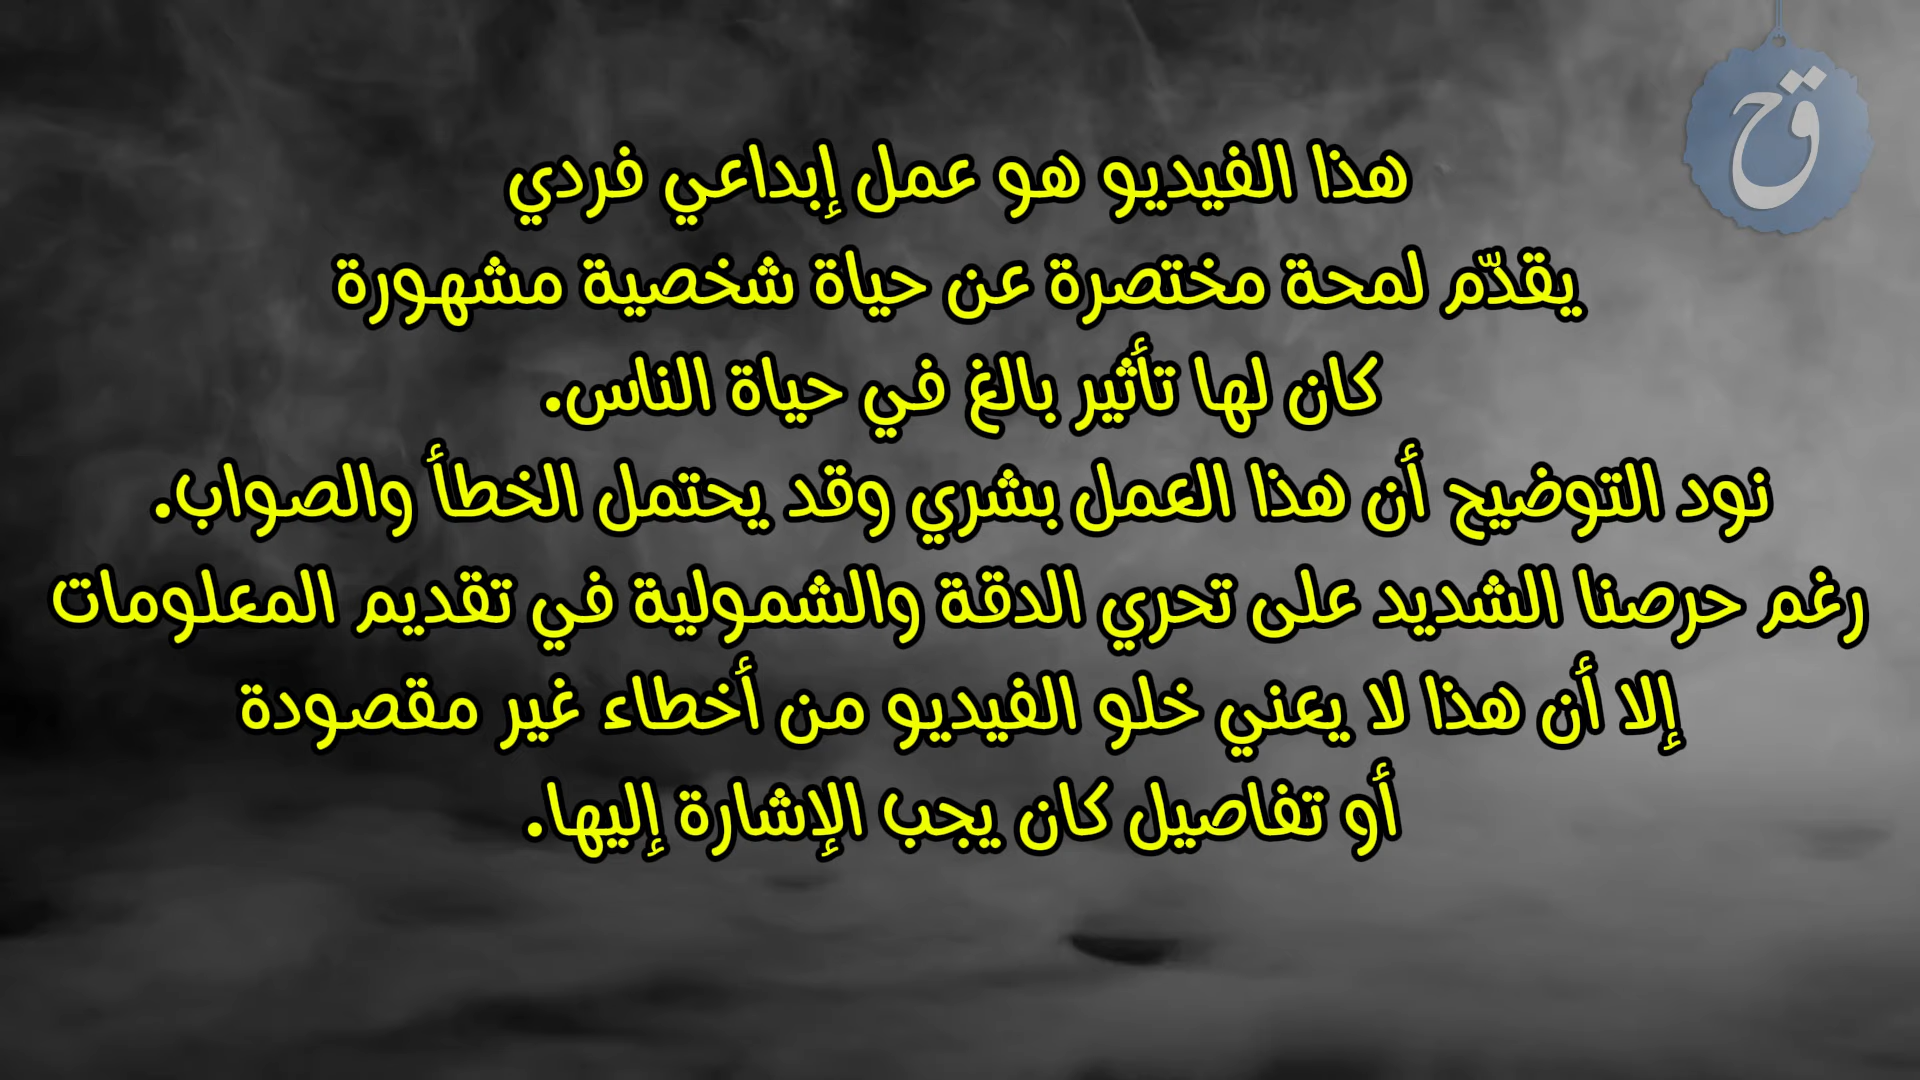 هذا الفيديو هو عمل إبداعي فردي
يقدّم لمحة مختصرة عن حياة شخصية مشهورة
كان لها تأثير بالغ في حياة الناس.
نود التوضيح أن هذا العمل بشري وقد يحتمل الخطأ والصواب.
رغم حرصنا الشديد على تحري الدقة والشمولية في تقديم المعلومات
إلا أن هذا لا يعني خلو الفيديو من أخطاء غير مقصودة
أو تفاصيل كان يجب الإشارة إليها.